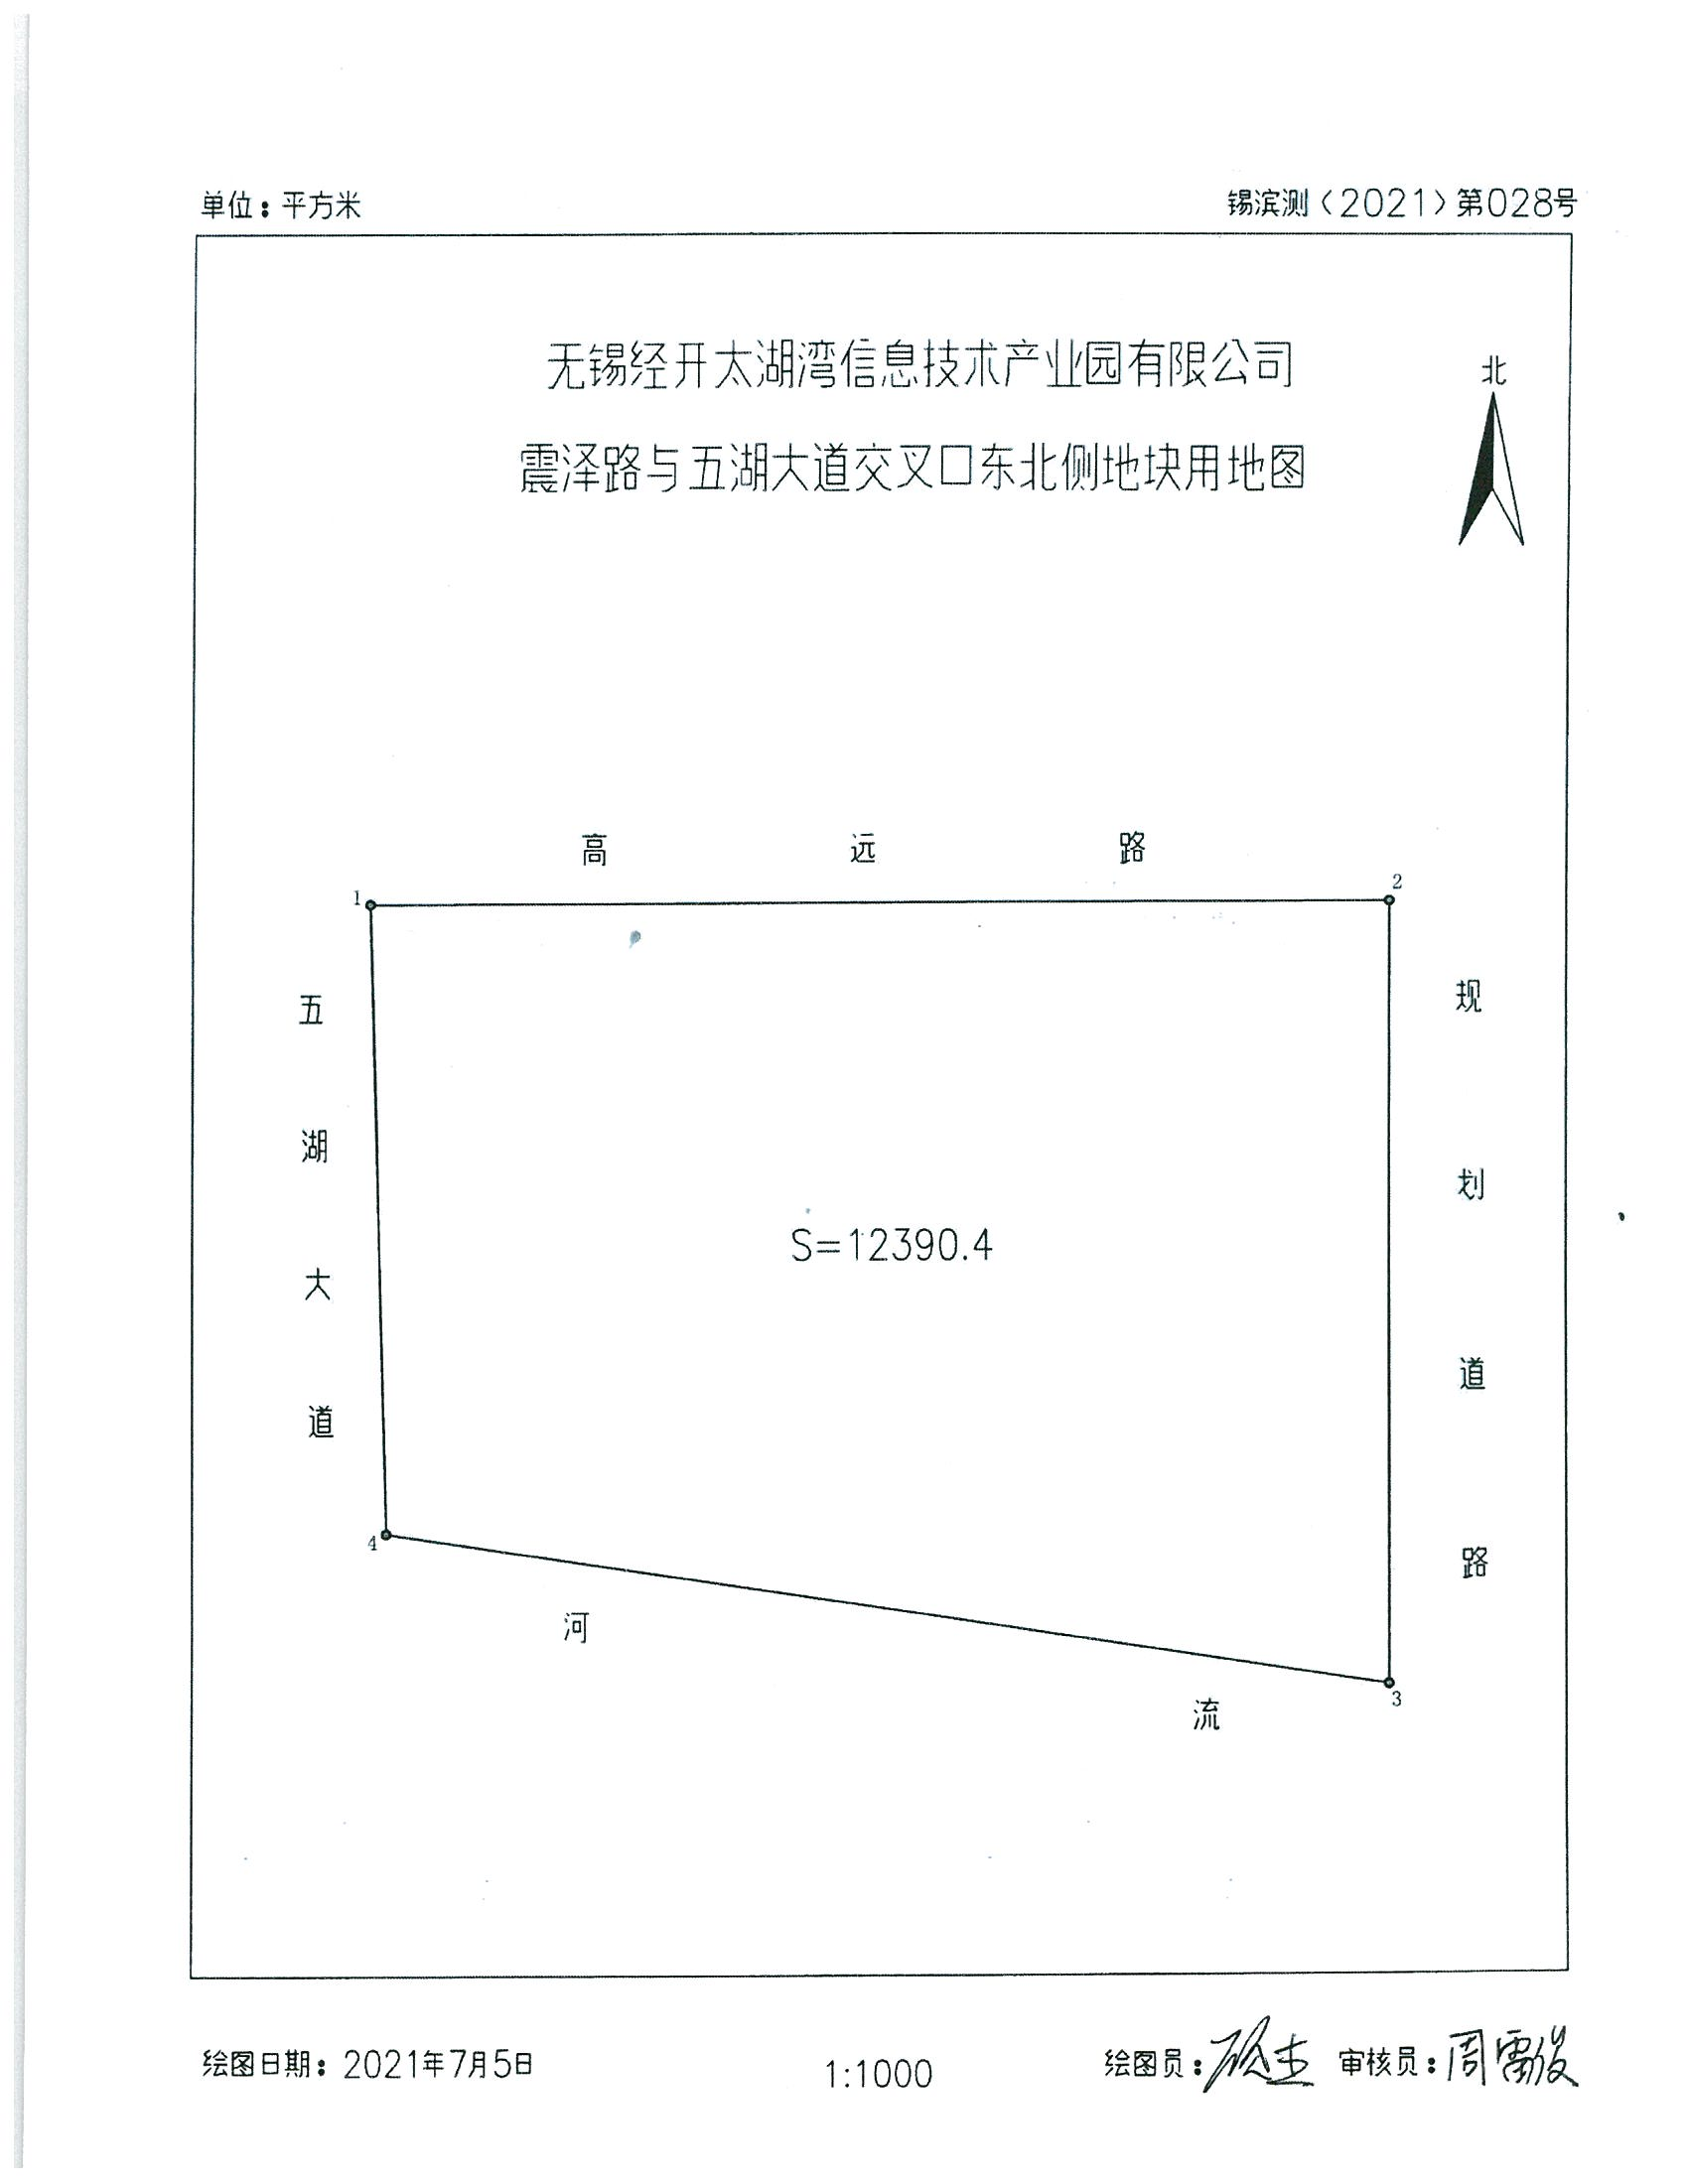 单位：平方米
锡滨测〈2021〉第028号
无锡经开太湖湾信息技术产业园有限公司
震泽路与五湖大道交叉口东北侧地块用地图
北
高远路
1
2
五湖大道
规划道路
S=12390.4
4
3
河流
绘图日期：2021年7月5日
1:1000
绘图员：
审核员：周